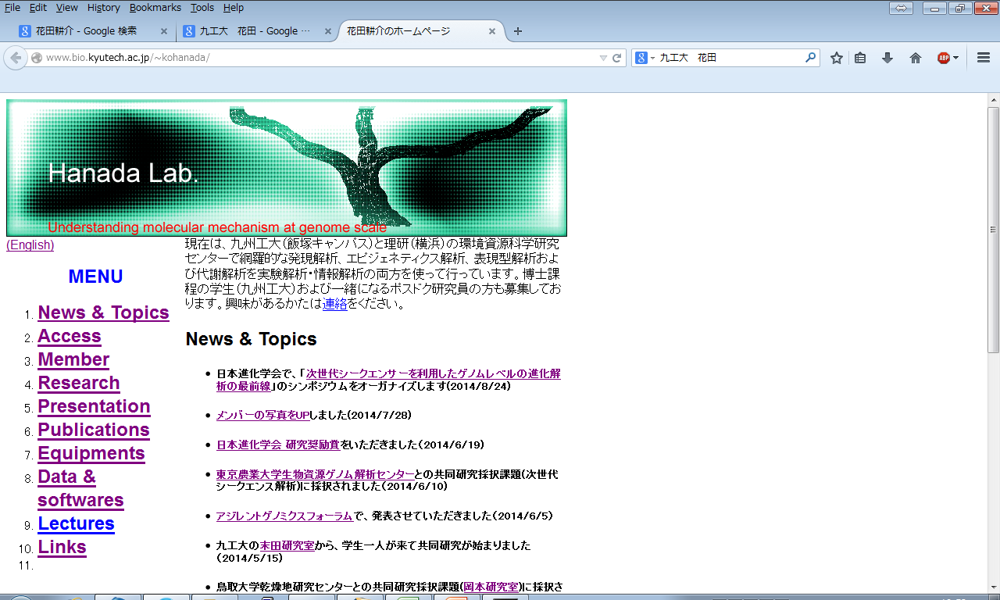 File Edit View History Bookmarks Tools Help
花田耕介 - Google 検索
九工大 花田 - Google …
花田耕介のホームページ
www.bio.kyutech.ac.jp/~kohanada/
九工大 花田
ABP
Hanada Lab.
Understanding molecular mechanism at genome scale
(English)
MENU
1. News & Topics
2. Access
3. Member
4. Research
5. Presentation
6. Publications
7. Equipments
8. Data &
softwares
9. Lectures
10. Links
11.
現在は、九州工大(飯塚キャンパス)と理研(横浜)の環境資源科学研究
センターで網羅的な発現解析、エピジェネティクス解析、表現型解析およ
び代謝解析を実験解析・情報解析の両方を使って行っています。博士課
程の学生(九州工大)および一緒になるポスドク研究員の方も募集してお
ります。興味があるかたは連絡をください。
News & Topics
日本進化学会で、「次世代シークエンサーを利用したゲノムレベルの進化解
析の最前線」のシンポジウムをオーガナイズします(2014/8/24)
メンバーの写真をUPしました(2014/7/28)
日本進化学会 研究奨励賞をいただきました(2014/6/19)
東京農業大学生物資源ゲノム解析センターとの共同研究採択課題(次世代
シークエンス解析)に採択されました(2014/6/10)
アジレントゲノミクスフォーラムで、発表させていただきました(2014/6/5)
九工大の末田研究室から、学生一人が来て共同研究が始まりました
(2014/5/15)
鳥取大学乾燥地研究センターとの共同研究採択課題(岡本研究室)に採択さ